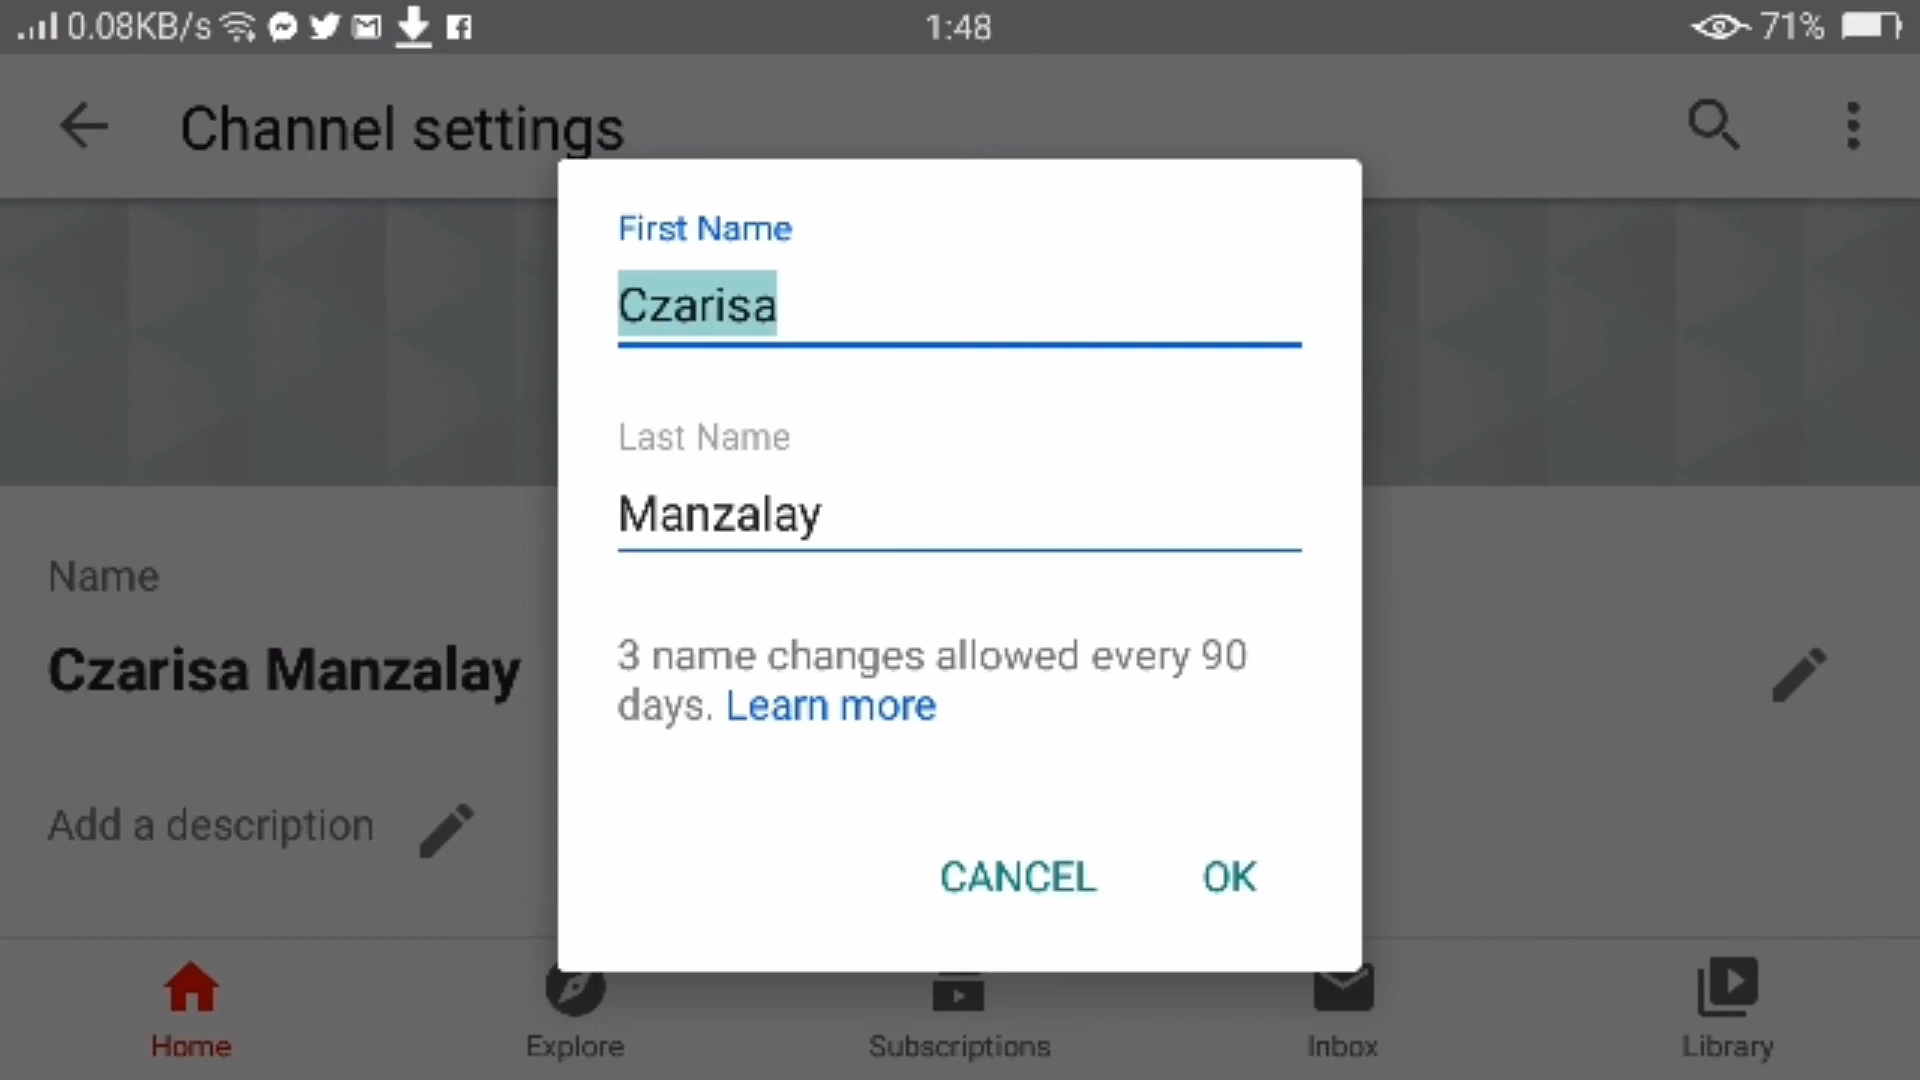 0.08KB/s 1:48 71%
Channel settings
First Name
Czarisa
Last Name
Manzalay
3 name changes allowed every 90
days. Learn more
CANCEL OK
Name
Czarisa Manzalay
Add a description
Home Explore Subscriptions Inbox Library